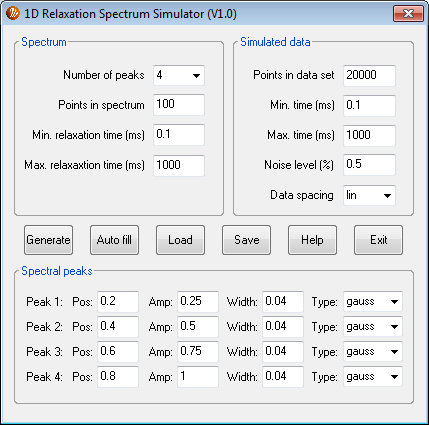 1D Relaxation Spectrum Simulator (V1.0)
Spectrum
Number of peaks 4
Points in spectrum 100
Min. relaxation time (ms) 0.1
Max. relaxaxtion time (ms) 1000
Simulated data
Points in data set 20000
Min. time (ms) 0.1
Max. time (ms) 1000
Noise level (%) 0.5
Data spacing lin
Generate Auto fill Load Save Help Exit
Spectral peaks
Peak 1: Pos: 0.2 Amp: 0.25 Width: 0.04 Type: gauss
Peak 2: Pos: 0.4 Amp: 0.5 Width: 0.04 Type: gauss
Peak 3: Pos: 0.6 Amp: 0.75 Width: 0.04 Type: gauss
Peak 4: Pos: 0.8 Amp: 1 Width: 0.04 Type: gauss